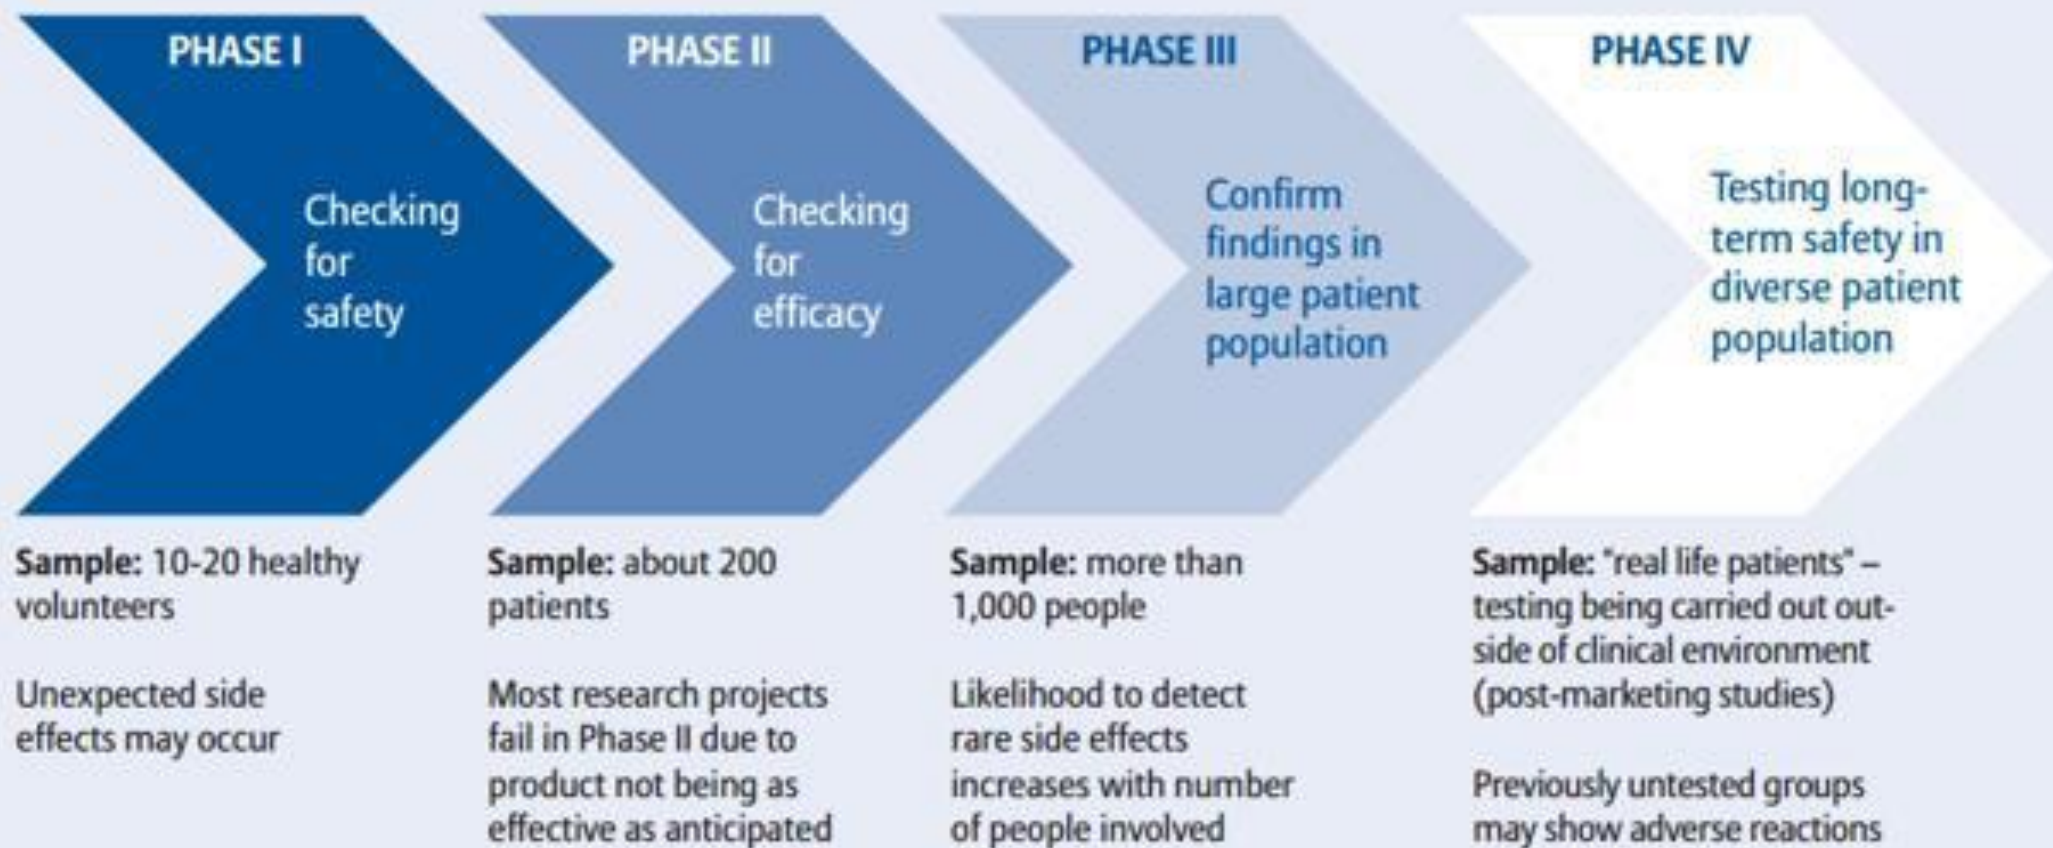 PHASE I
Checking
for
safety
Sample: 10-20 healthy
volunteers
Unexpected side
effects may occur
PHASE II
Checking
for
efficacy
Sample: about 200
patients
Most research projects
fail in Phase II due to
product not being as
effective as anticipated
PHASE III
Confirm
findings in
large patient
population
Sample: more than
1,000 people
Likelihood to detect
rare side effects
increases with number
of people involved
PHASE IV
Testing long-
term safety in
diverse patient
population
Sample: "real life patients" –
testing being carried out out-
side of clinical environment
(post-marketing studies)
Previously untested groups
may show adverse reactions